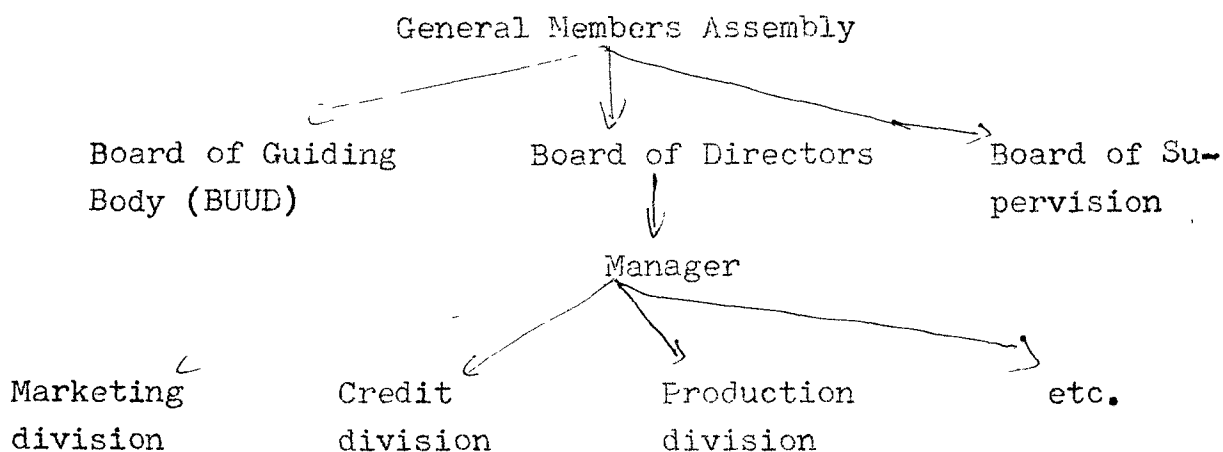 General Members Assembly
Board of Guiding Body (BUUD)
Board of Directors
Board of Su-
pervision
Manager
Marketing division
Credit division
Production division
etc.